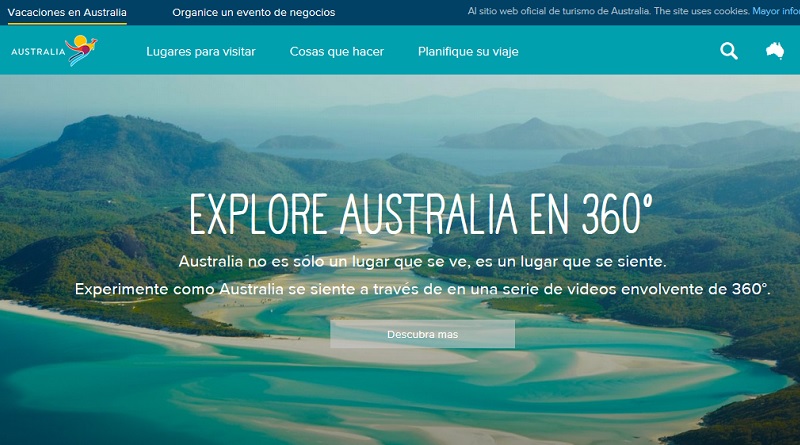 Vacaciones en Australia
Organice un evento de negocios
Al sitio web oficial de turismo de Australia. The site uses cookies. Mayor info
AUSTRALIA
Lugares para visitar
Cosas que hacer
Planifique su viaje
EXPLORE AUSTRALIA EN 360°
Australia no es sólo un lugar que se ve, es un lugar que se siente.
Experimente como Australia se siente a través de en una serie de videos envolvente de 360°.
Descubra mas